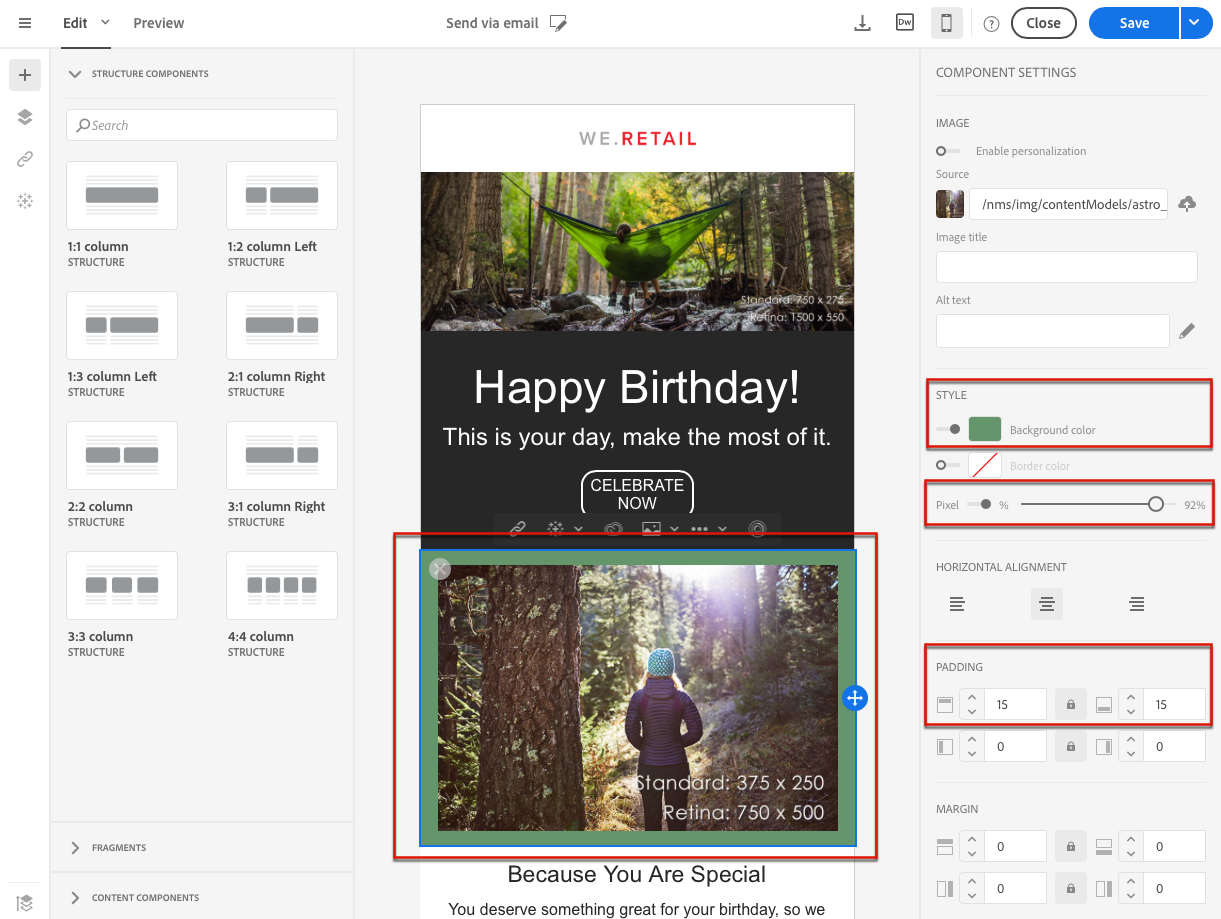 Edit
Preview
Send via email
Dw
?
Close
Save
STRUCTURE COMPONENTS
Search
1:1 column
STRUCTURE
1:2 column Left
STRUCTURE
1:3 column Left
STRUCTURE
2:1 column Right
STRUCTURE
2:2 column
STRUCTURE
3:1 column Right
STRUCTURE
3:3 column
STRUCTURE
4:4 column
STRUCTURE
FRAGMENTS
CONTENT COMPONENTS
WE.RETAIL
Standard: 750 x 275
Retina: 1500 x 550
Happy Birthday!
This is your day, make the most of it.
CELEBRATE
NOW
Standard: 375 x 250
Retina: 750 x 500
Because You Are Special
You deserve something great for your birthday, so we
COMPONENT SETTINGS
IMAGE
Enable personalization
Source
/nms/img/contentModels/astro_
Image title
Alt text
STYLE
Background color
Border color
Pixel % 92%
HORIZONTAL ALIGNMENT
PADDING
15 15
0 0
MARGIN
0 0
0 0